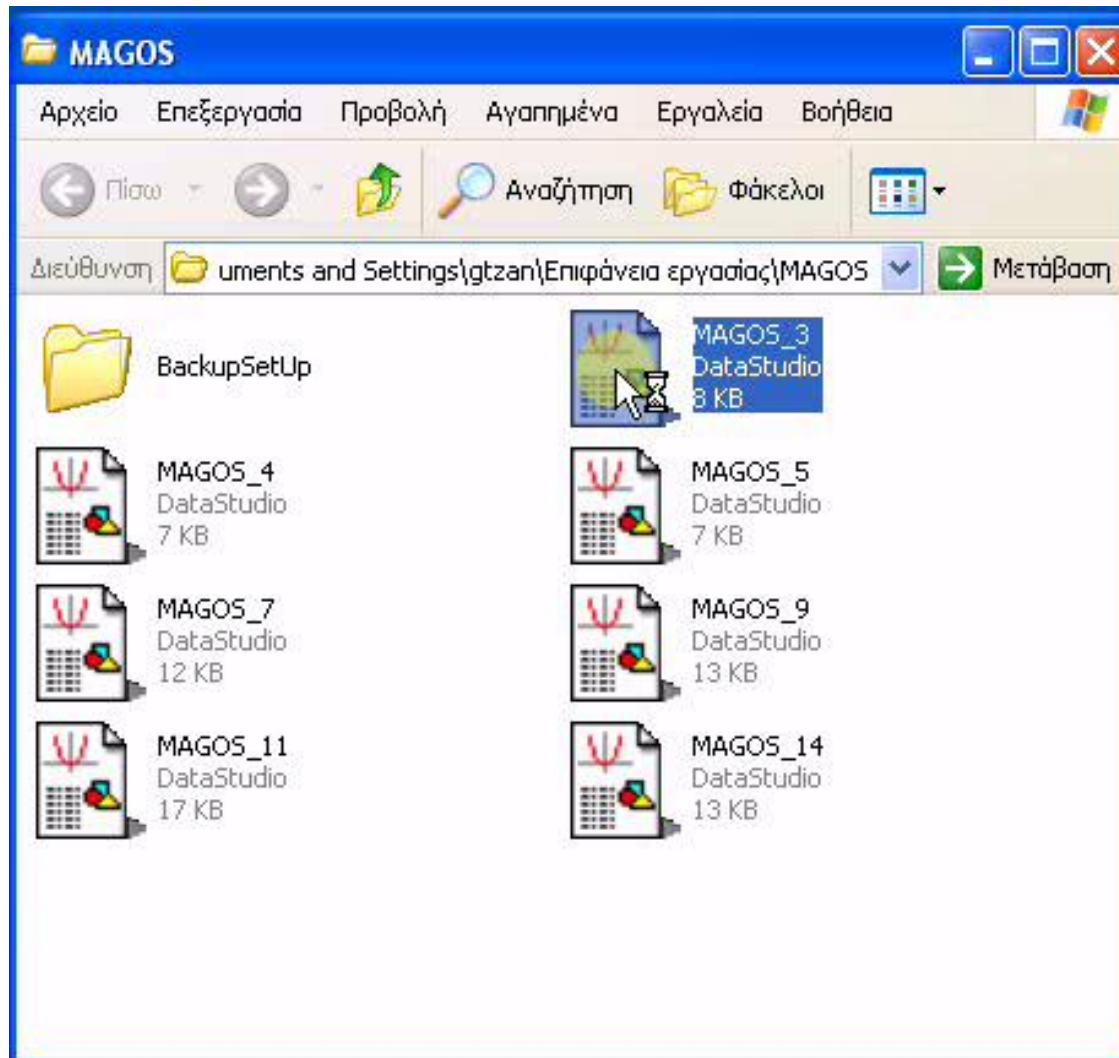 MAGOS
Αρχείο Επεξεργασία Προβολή Αγαπημένα Εργαλεία Βοήθεια
Πίσω Αναζήτηση Φάκελοι
Διεύθυνση uments and Settings\gtzan\Επιφάνεια εργασίας\MAGOS Μετάβαση
BackupSetUp
MAGOS_3
DataStudio
8 KB
MAGOS_4
DataStudio
7 KB
MAGOS_5
DataStudio
7 KB
MAGOS_7
DataStudio
12 KB
MAGOS_9
DataStudio
13 KB
MAGOS_11
DataStudio
17 KB
MAGOS_14
DataStudio
13 KB